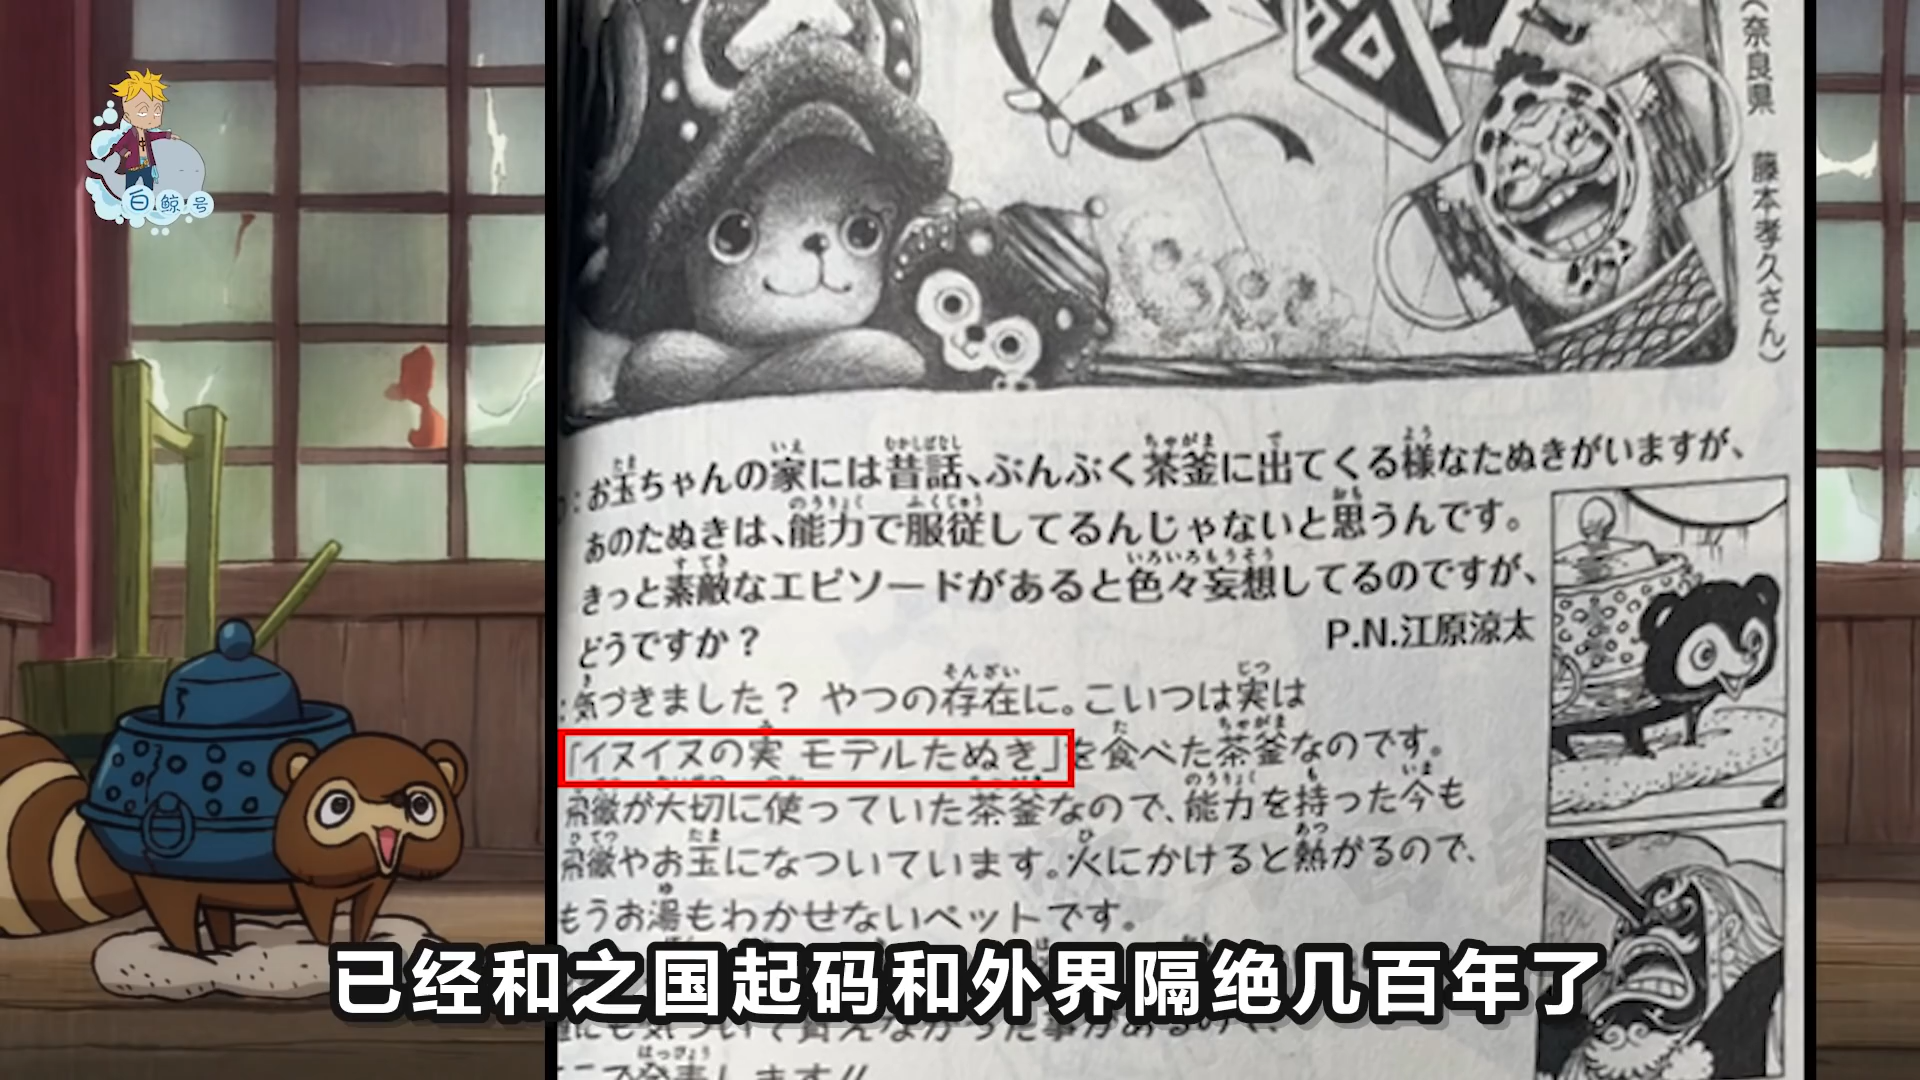 白鲸号
(奈良県　藤本孝久さん)
お玉ちゃんの家には昔話、ぶんぶく茶釜に出てくる様なたぬきがいますが、
あのたぬきは、能力で服従してるんじゃないと思うんです。
きっと素敵なエピソードがあると色々妄想してるのですが、
どうですか？
P.N.江原涼太
:気づきました？ やつの存在に。こいつは実は
「イヌイヌの実 モデルたぬき」を食べた茶釜なのです。
飛徹が大切に使っていた茶釜なので、能力を持った今も
飛徹やお玉になついています。火にかけると熱がるので、
もうお湯もわかせないペットです。
已经和之国起码和外界隔绝几百年了
発表します!!